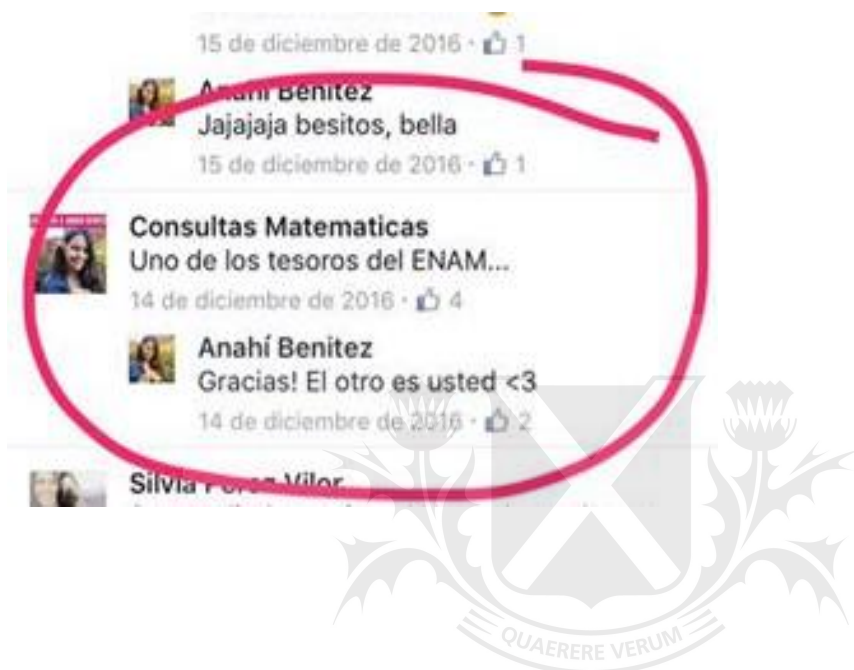 15 de diciembre de 2016 · 1
Anahí Benitez
Jajajaja besitos, bella
15 de diciembre de 2016 · 1
Consultas Matematicas
Uno de los tesoros del ENAM...
14 de diciembre de 2016 · 4
Anahí Benitez
Gracias! El otro es usted <3
14 de diciembre de 2016 · 2
Silvia
QUAERERE VERUM